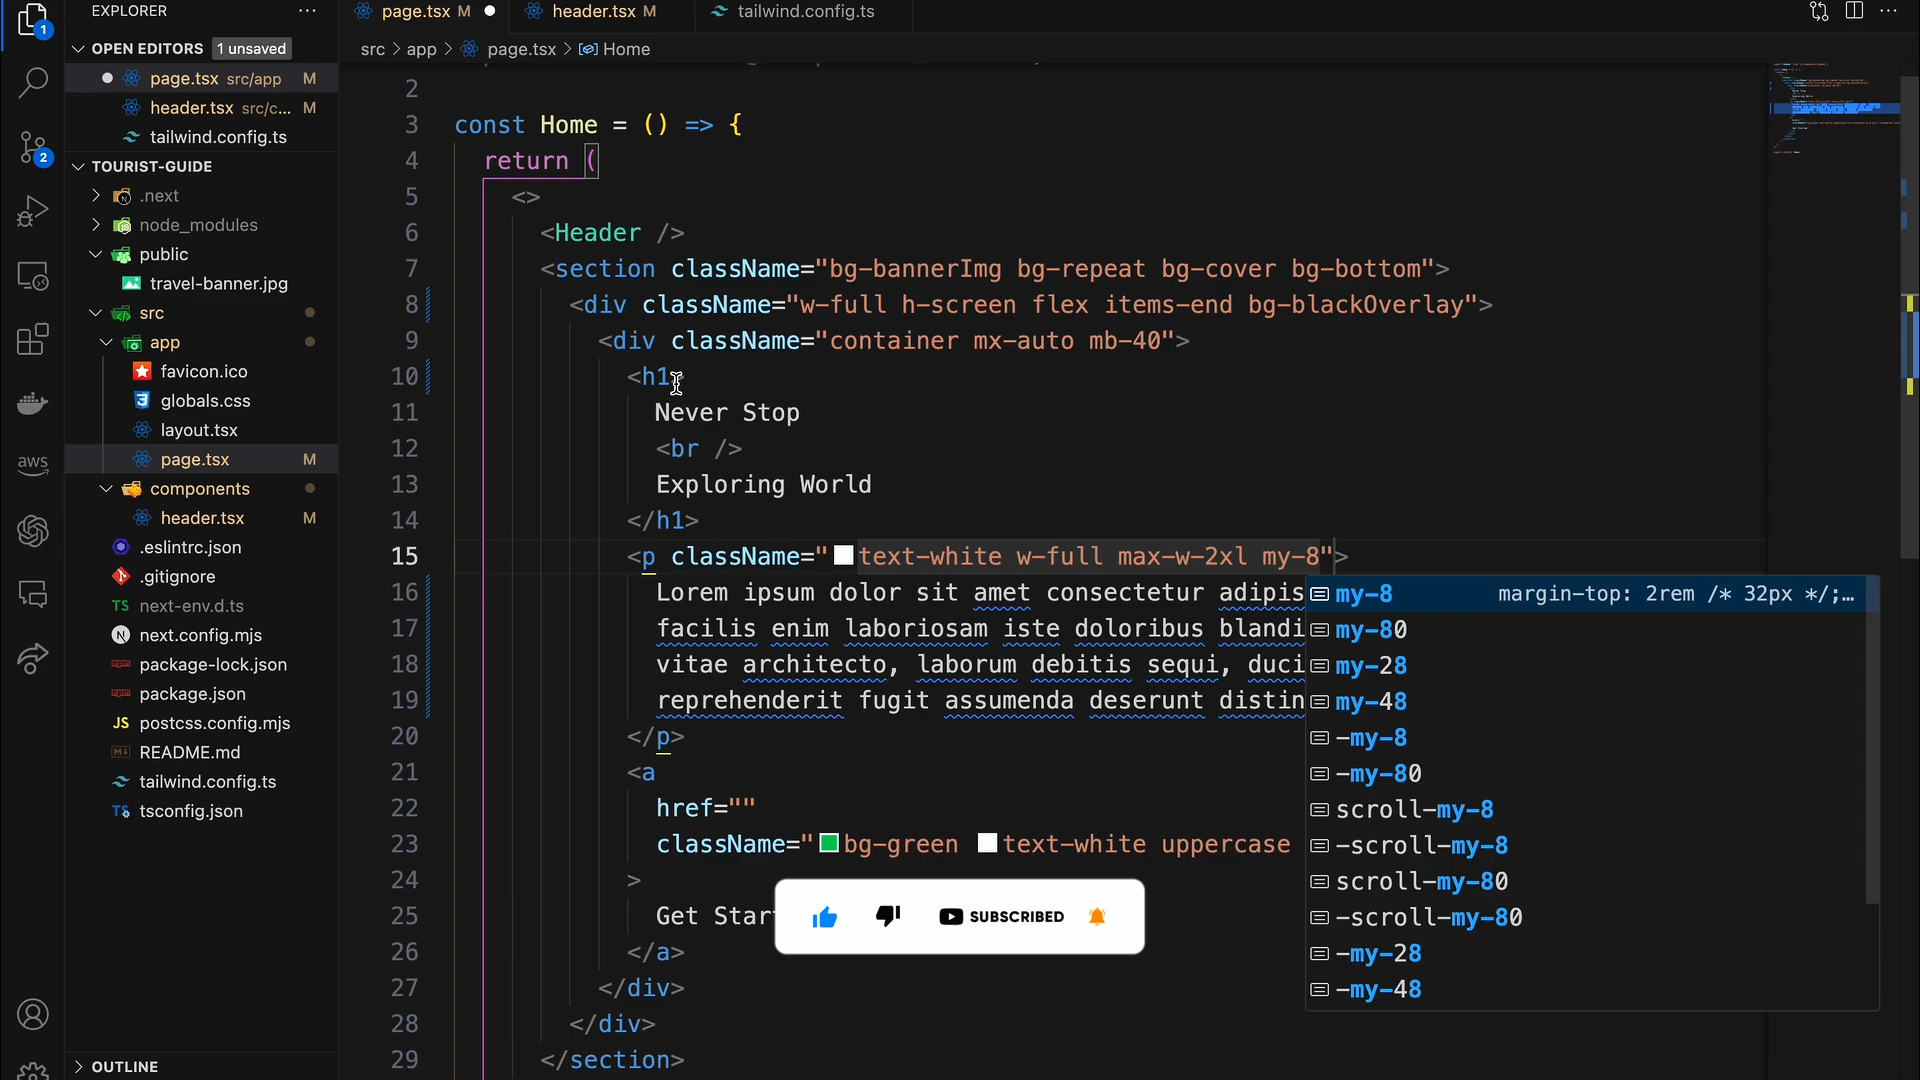 EXPLORER
page.tsx M
header.tsx M
tailwind.config.ts
OPEN EDITORS 1 unsaved
src > app > page.tsx > Home
page.tsx src/app M
header.tsx src/c... M
tailwind.config.ts
TOURIST-GUIDE
.next
node_modules
public
travel-banner.jpg
src
app
favicon.ico
globals.css
layout.tsx
page.tsx M
components
header.tsx M
.eslintrc.json
.gitignore
TS next-env.d.ts
next.config.mjs
package-lock.json
package.json
JS postcss.config.mjs
README.md
tailwind.config.ts
tsconfig.json
OUTLINE
aws
1
2
2
3 const Home = () => {
4 return (
5 <>
6 <Header />
7 <section className="bg-bannerImg bg-repeat bg-cover bg-bottom">
8 <div className="w-full h-screen flex items-end bg-blackOverlay">
9 <div className="container mx-auto mb-40">
10 <h1>
11 Never Stop
12 <br />
13 Exploring World
14 </h1>
15 <p className="text-white w-full max-w-2xl my-8">
16 Lorem ipsum dolor sit amet consectetur adipis
17 facilis enim laboriosam iste doloribus blandi
18 vitae architecto, laborum debitis sequi, duci
19 reprehenderit fugit assumenda deserunt distin
20 </p>
21 <a
22 href=""
23 className="bg-green text-white uppercase
24 >
25 Get Star
26 </a>
27 </div>
28 </div>
29 </section>
my-8 margin-top: 2rem /* 32px */;…
my-80
my-28
my-48
-my-8
-my-80
scroll-my-8
-scroll-my-8
scroll-my-80
-scroll-my-80
-my-28
-my-48
SUBSCRIBED